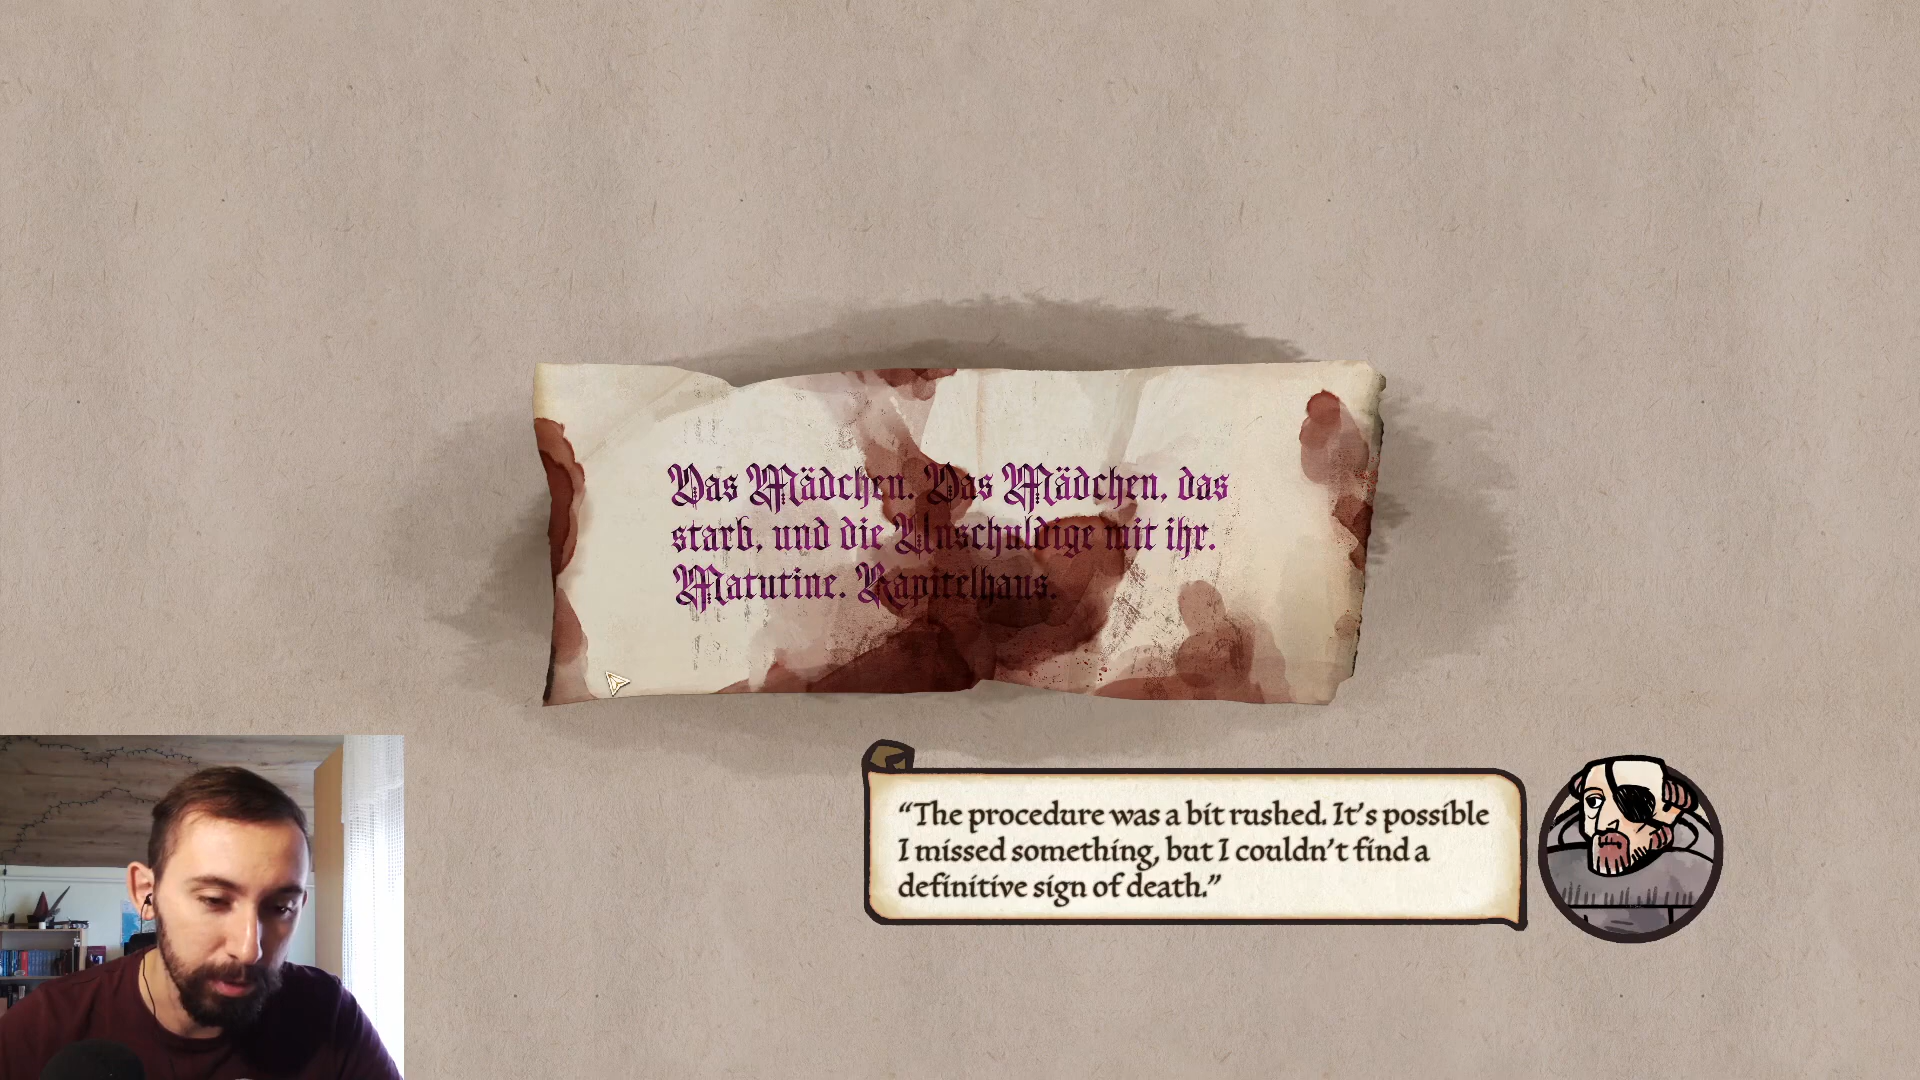 Das Mädchen. Das Mädchen, das
starb, und die Unschuldige mit ihr.
Matutine. Kapitelhaus.
“The procedure was a bit rushed. It’s possible
I missed something, but I couldn’t find a
definitive sign of death.”